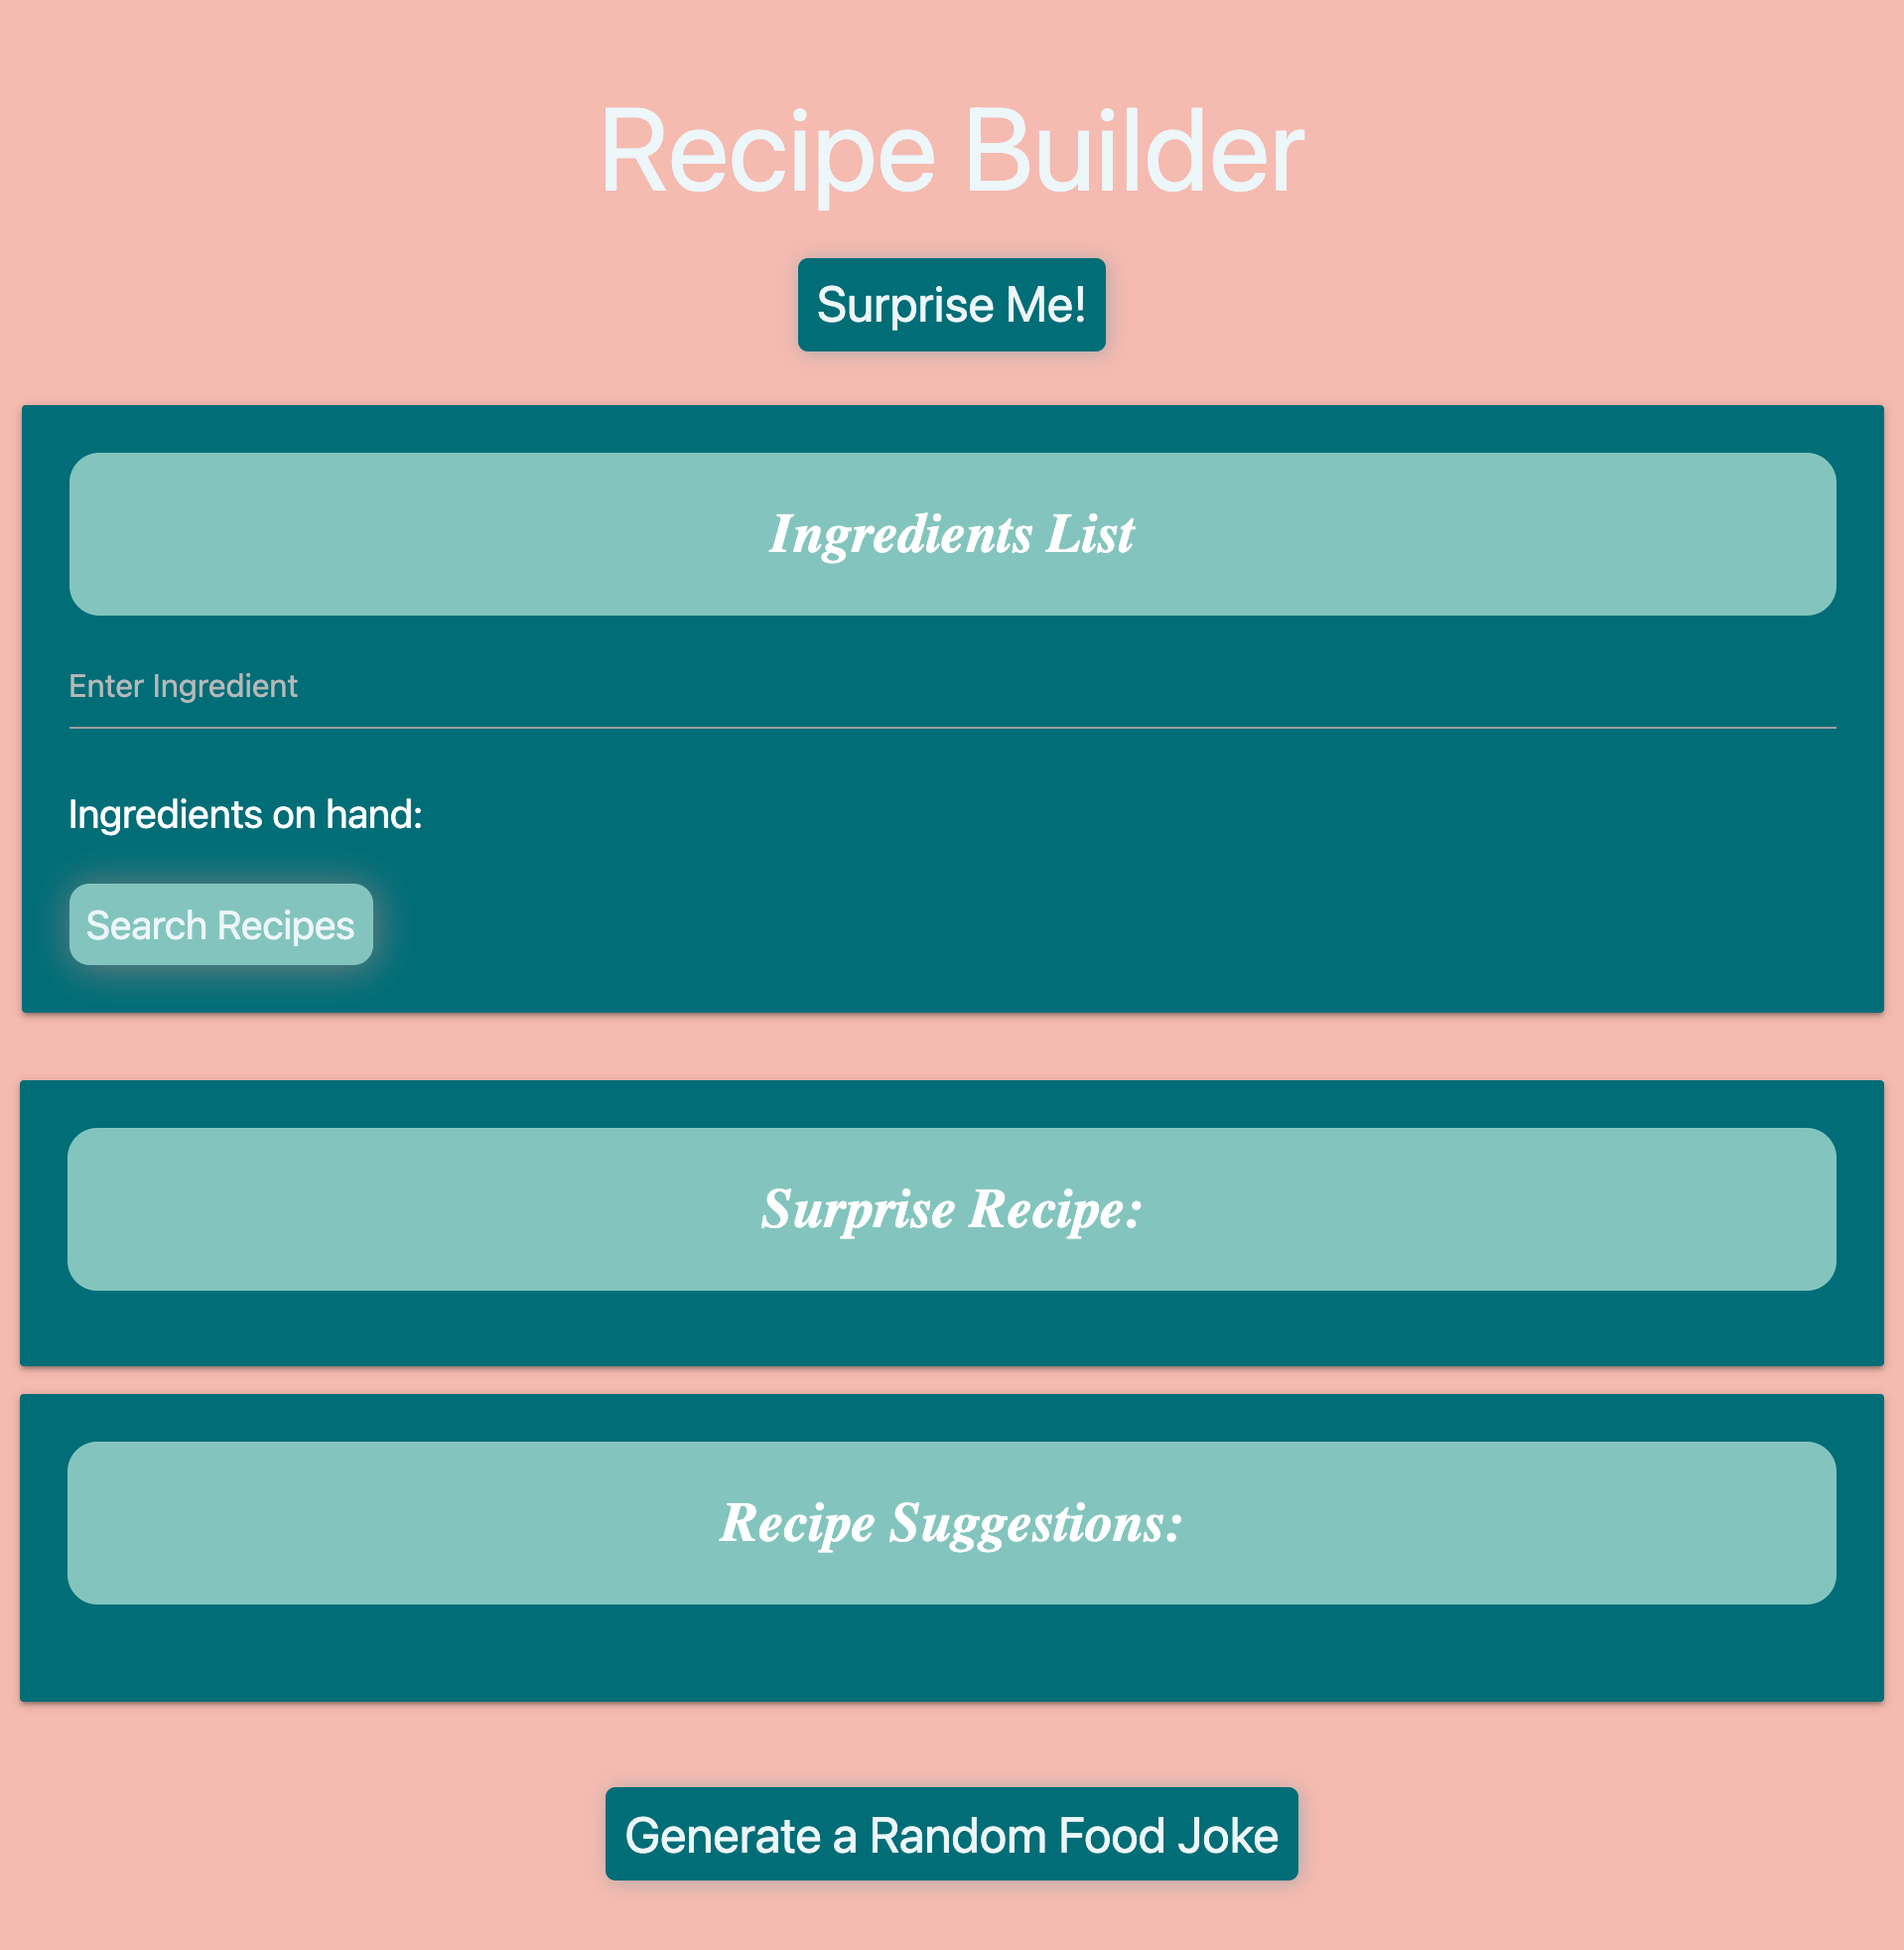 Recipe Builder
Surprise Me!
Ingredients List
Enter Ingredient
Ingredients on hand:
Search Recipes
Surprise Recipe:
Recipe Suggestions:
Generate a Random Food Joke